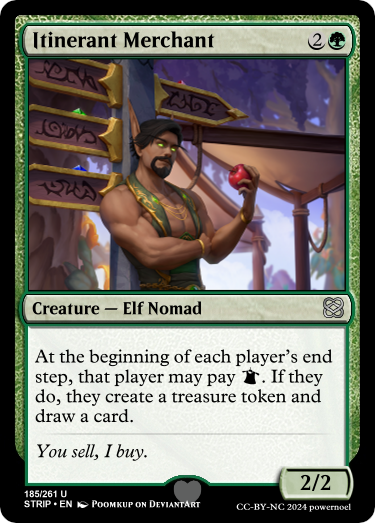 Itinerant Merchant 2
Creature — Elf Nomad
At the beginning of each player's end
step, that player may pay . If they
do, they create a treasure token and
draw a card.
You sell, I buy.
2/2
185/261 U
STRIP • EN Poomkup on DeviantArt
CC-BY-NC 2024 powernoel